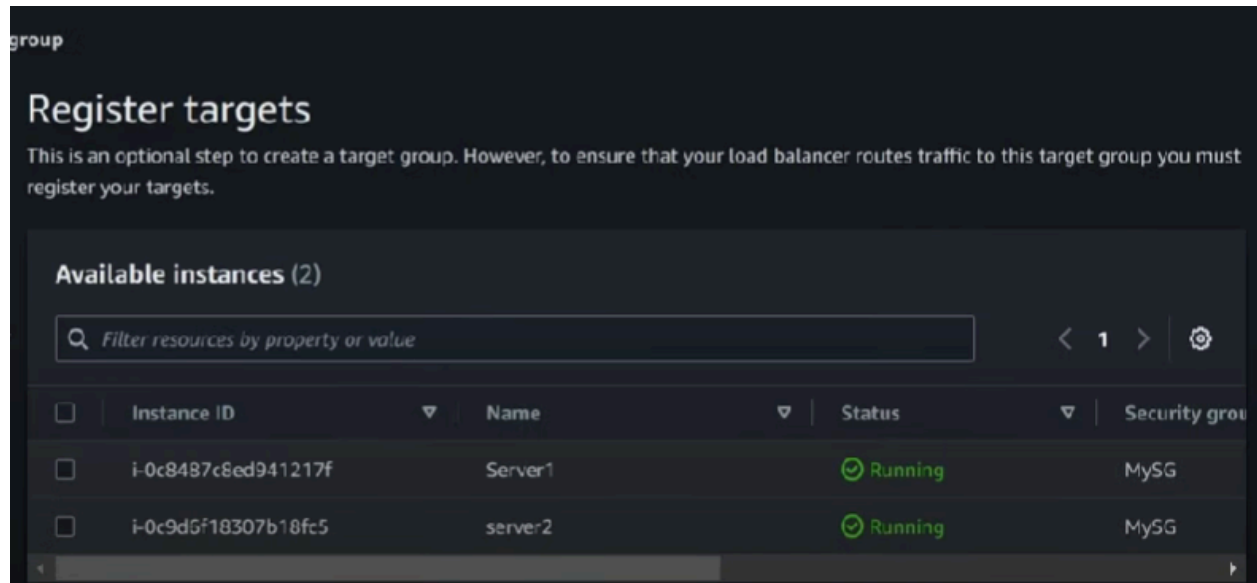 group
Register targets
This is an optional step to create a target group. However, to ensure that your load balancer routes traffic to this target group you must
register your targets.
Available instances (2)
Filter resources by property or value
1
Instance ID Name Status Security grou
i-0c8487c8ed941217f Server1 Running MySG
i-0c9d6f18307b18fc5 server2 Running MySG